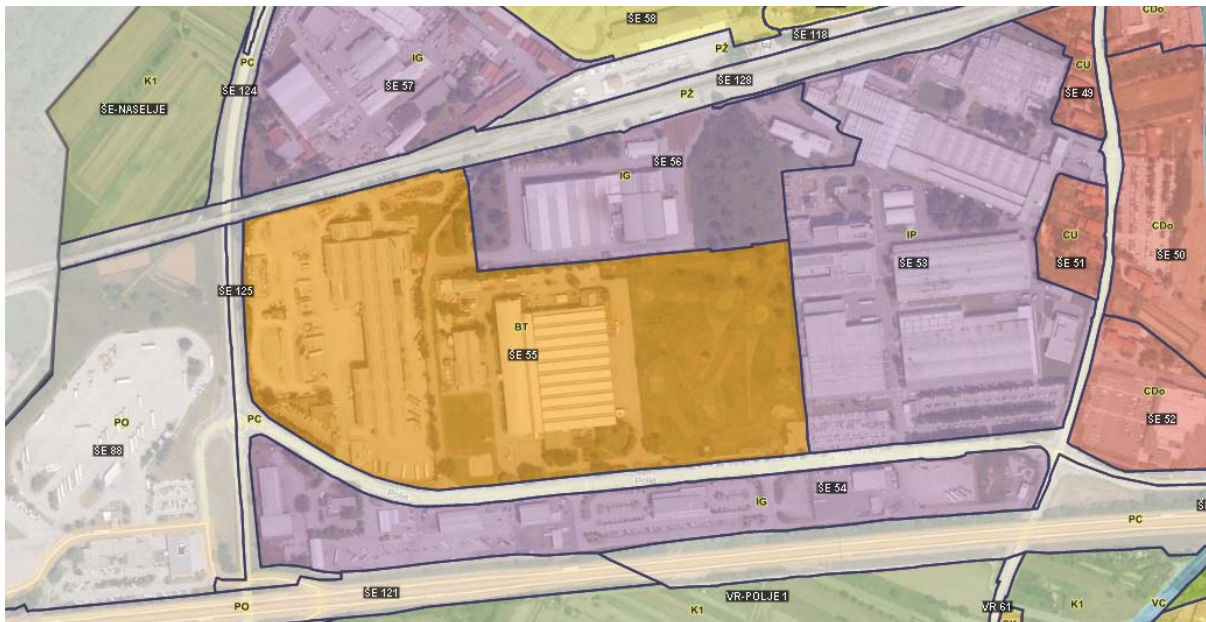 CDo
ŠE 58
ŠE 118
PŽ
IG
PC
CU
K1
ŠE 57
ŠE 128
ŠE 124
PŽ
ŠE 49
ŠE-NASELJE
ŠE 56
IG
CDo
IP
CU
ŠE 50
ŠE 53
ŠE 51
ŠE 125
BT
ŠE 55
CDo
PO
PC
ŠE 52
ŠE 88
Polje
Polje
ŠE 54
IG
PC
ŠE 121
VR-POLJE 1
PO
K1
VR 61
K1
VC